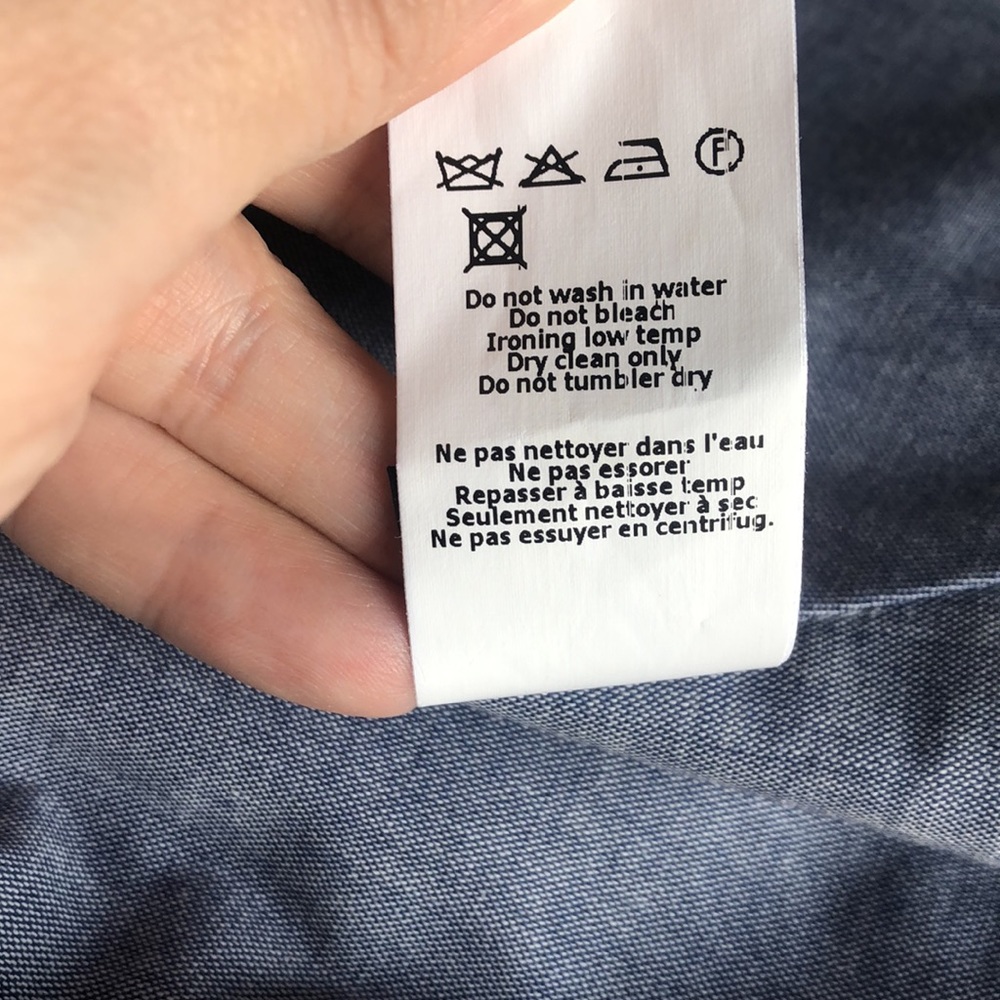 F
Do not wash in water
Do not bleach
Ironing low temp
Dry clean only
Do not tumbler dry
Ne pas nettoyer dans l'eau
Ne pas essorer
Repasser à baisse temp
Seulement nettoyer à sec
Ne pas essuyer en centrifug.